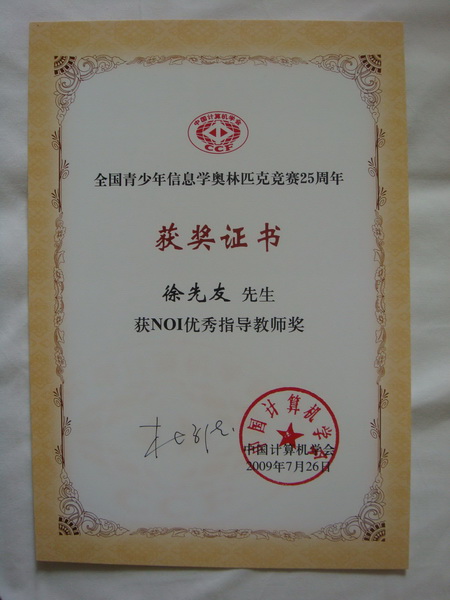 中国计算机学会
CCF
全国青少年信息学奥林匹克竞赛25周年
获奖证书
徐先友 先生
获NOI优秀指导教师奖
中国计算机学会
中国计算机学会
2009年7月26日